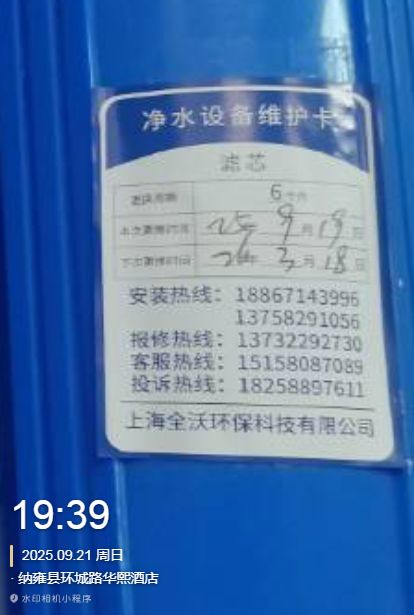 净水设备维护卡
滤芯
更换周期 6个月
本次更换时间 25年 9月19日
下次更换时间 26年 3月18日
安装热线：18867143996
13758291056
报修热线：13732292730
客服热线：15158087089
投诉热线：18258897611
上海全沃环保科技有限公司
19:39
2025.09.21 周日
· 纳雍县环城路华熙酒店
水印相机小程序